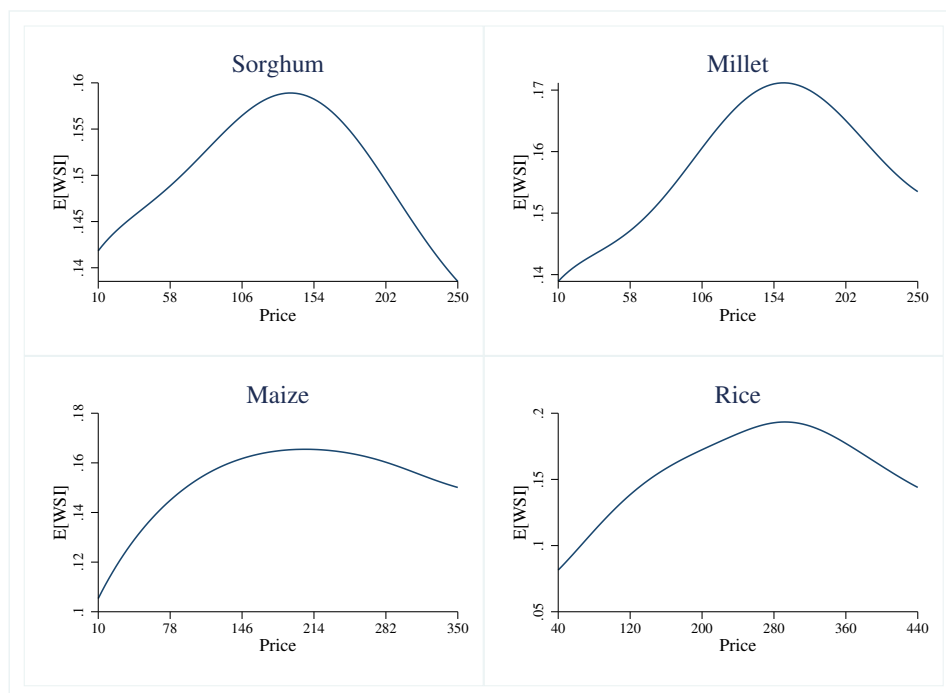 Sorghum
E[WSI]
.14 .145 .15 .155 .16
10 58 106 154 202 250
Price
Millet
E[WSI]
.14 .15 .16 .17
10 58 106 154 202 250
Price
Maize
E[WSI]
.1 .12 .14 .16 .18
10 78 146 214 282 350
Price
Rice
E[WSI]
.05 .1 .15 .2
40 120 200 280 360 440
Price